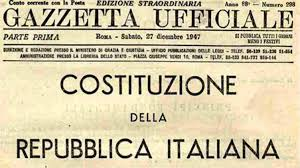 Conto corrente con la Posta EDIZIONE STRAORDINARIA Anno 88° - Numero 298
GAZZETTA UFFICIALE
PARTE PRIMA ROMA - Sabato, 27 dicembre 1947 SI PUBBLICA TUTTI I GIORNI MENO I FESTIVI
DIREZIONE E REDAZIONE PRESSO IL MINISTERO DI GRAZIA E GIUSTIZIA - UFFICIO PUBBLICAZIONE DELLE LEGGI - TELEF.
AMMINISTRAZIONE PRESSO LA LIBRERIA DELLO STATO - PIAZZA GIUSEPPE VERDI 10, ROMA - TELEF.
COSTITUZIONE
DELLA
REPUBBLICA ITALIANA